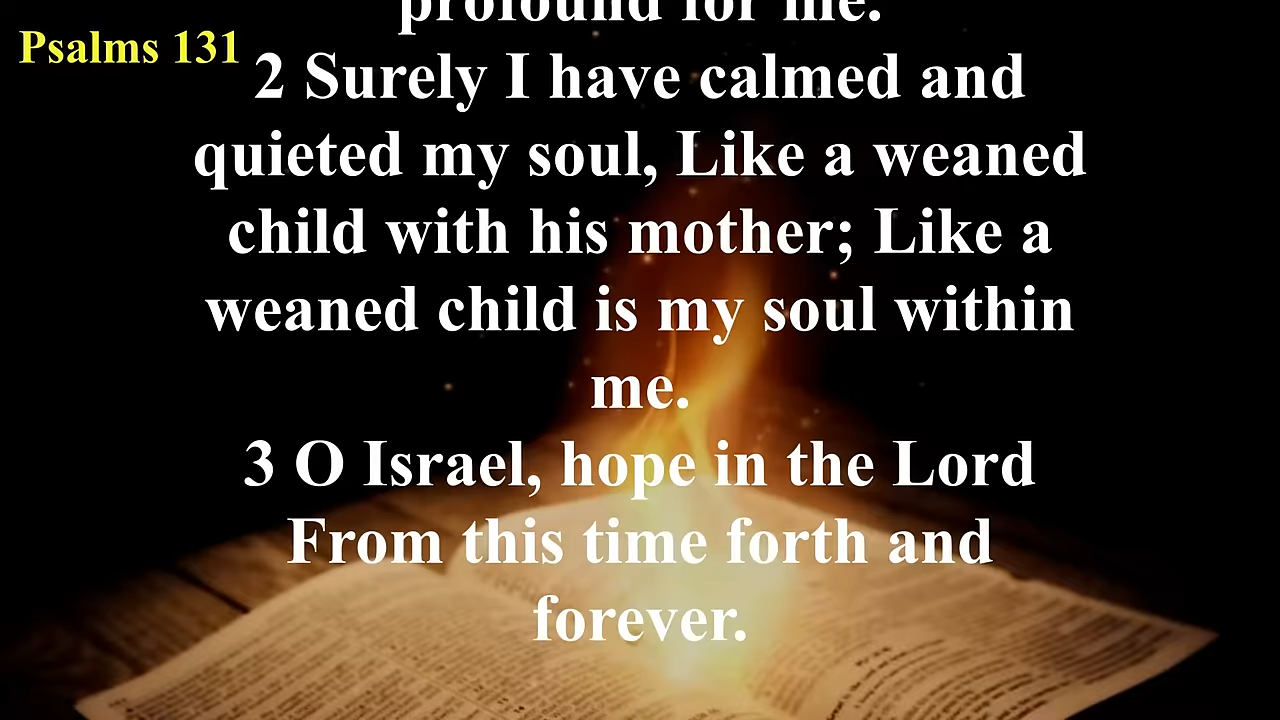 profound for me.
Psalms 131
2 Surely I have calmed and
quieted my soul, Like a weaned
child with his mother; Like a
weaned child is my soul within
me.
3 O Israel, hope in the Lord
From this time forth and
forever.